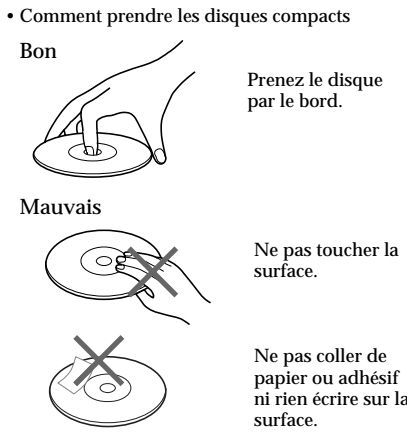 • Comment prendre les disques compacts
Bon
Prenez le disque
par le bord.
Mauvais
Ne pas toucher la
surface.
Ne pas coller de
papier ou adhésif
ni rien écrire sur la
surface.